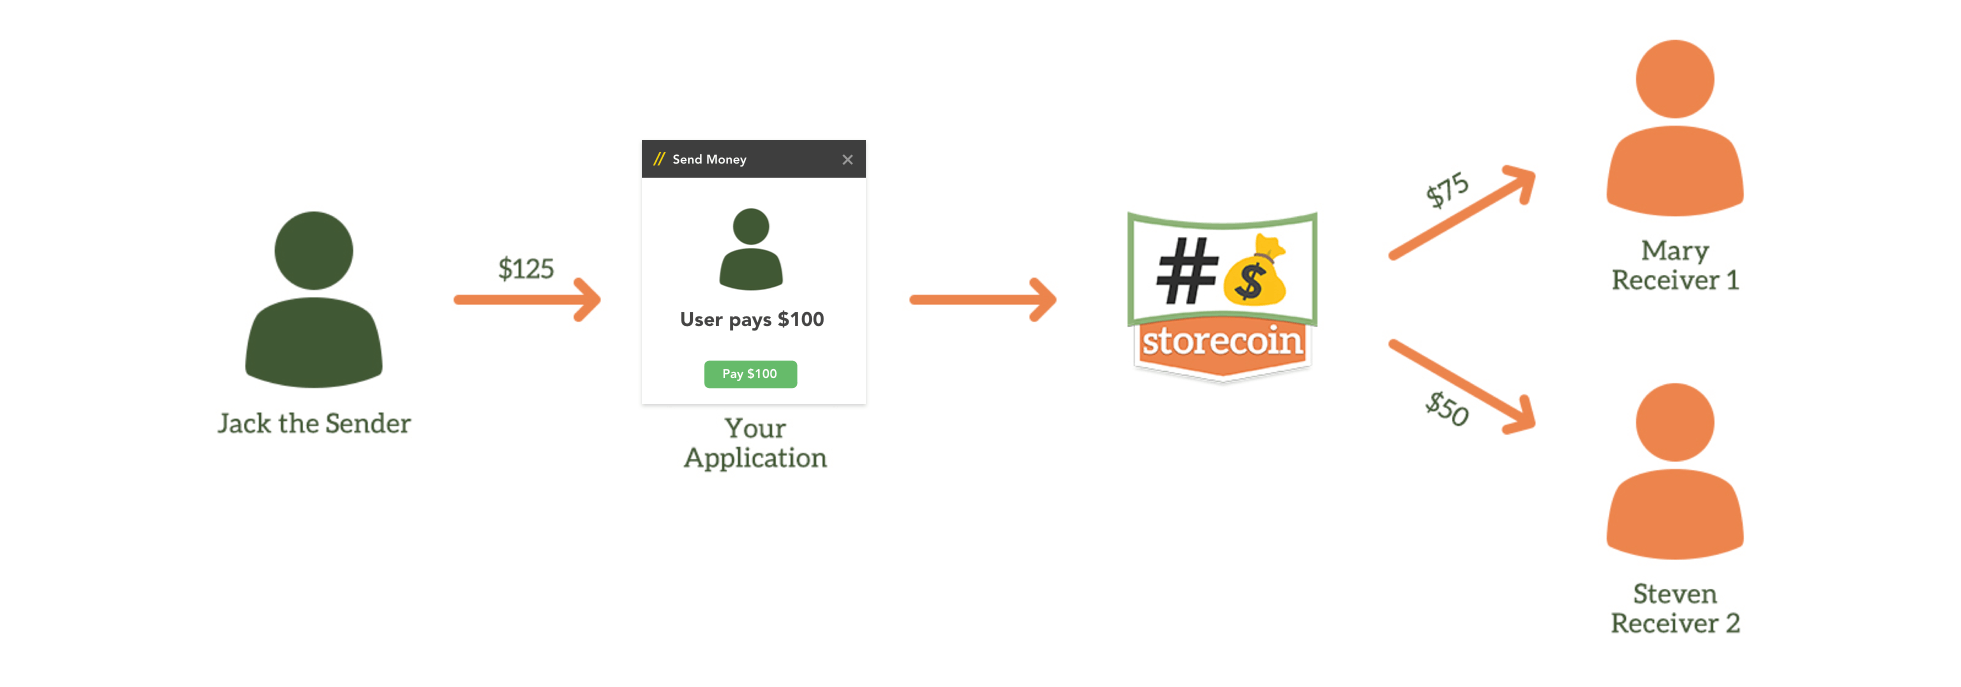 Jack the Sender
$125
// Send Money
User pays $100
Pay $100
Your
Application
#$
storecoin
$75
Mary
Receiver 1
$50
Steven
Receiver 2